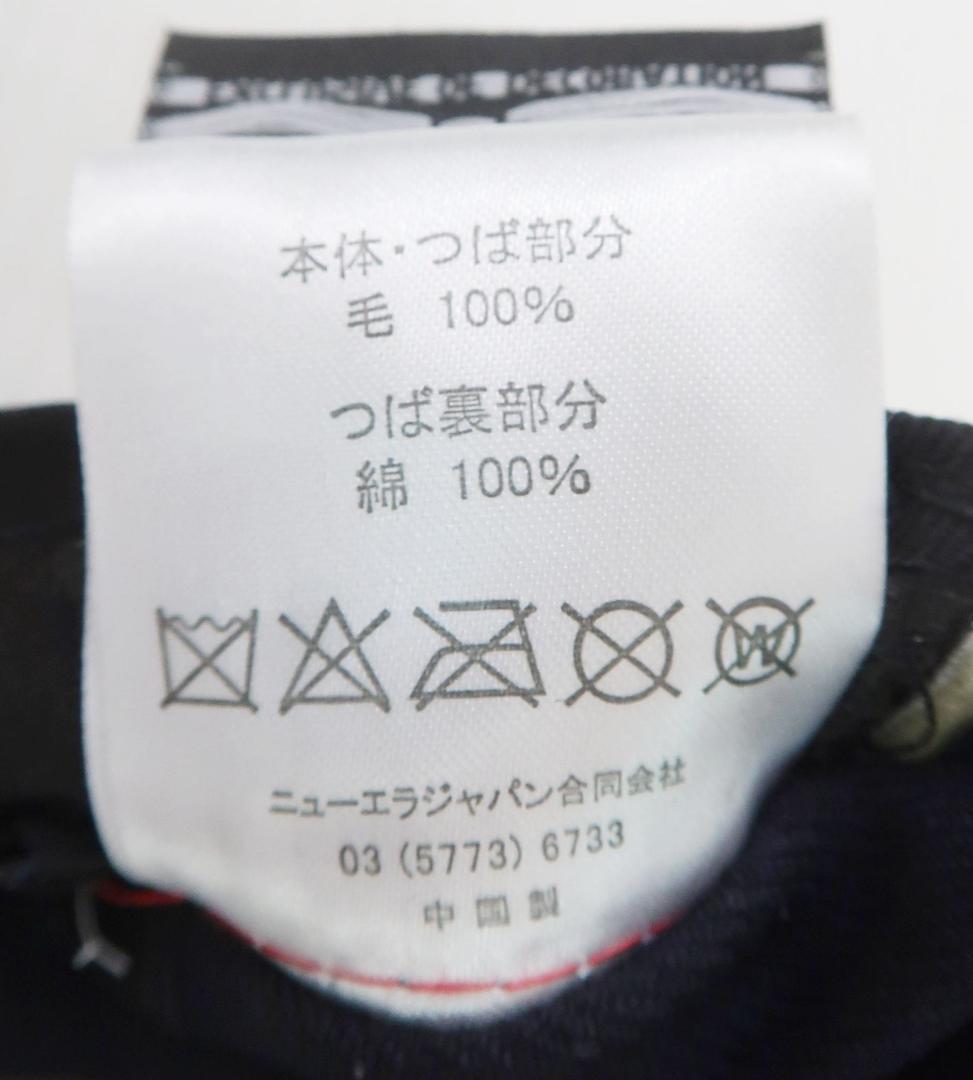 本体・つば部分
毛 100%
つば裏部分
綿 100%
W
ニューエラジャパン合同会社
03 (5773) 6733
中国製